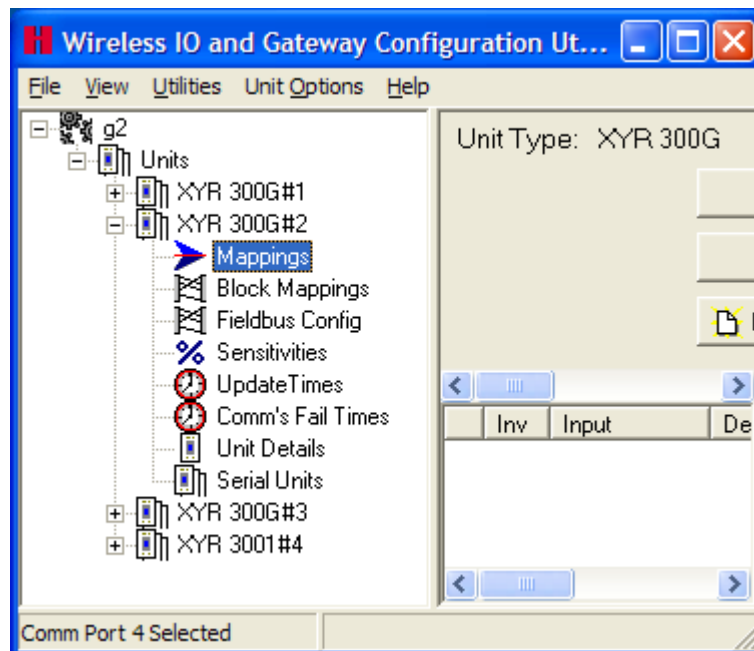 Wireless IO and Gateway Configuration Ut...
File View Utilities Unit Options Help
g2
Units
XYR 300G#1
XYR 300G#2
Mappings
Block Mappings
Fieldbus Config
Sensitivities
UpdateTimes
Comm's Fail Times
Unit Details
Serial Units
XYR 300G#3
XYR 3001#4
Unit Type: XYR 300G
Inv Input De
Comm Port 4 Selected